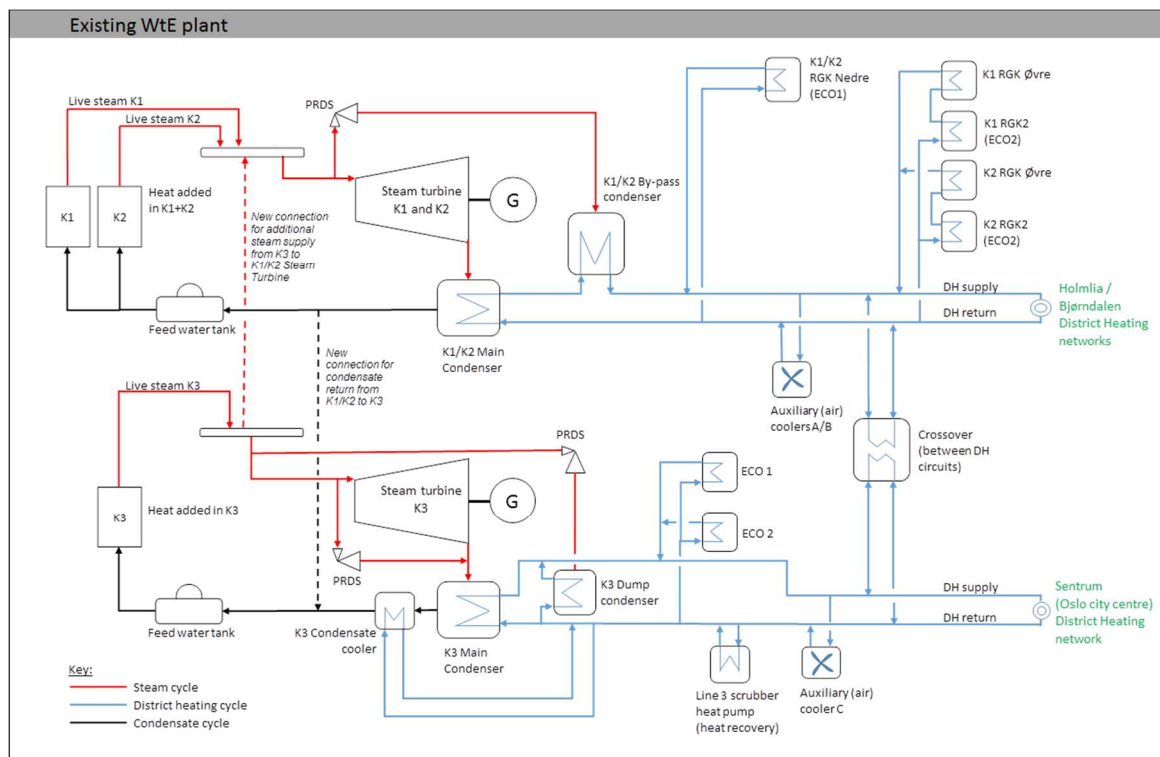 Existing WtE plant
Live steam K1
Live steam K2
PRDS
K1/K2
RGK Nedre
(ECO1)
K1 RGK Øvre
K1 RGK2
(ECO2)
K2 RGK Øvre
K2 RGK2
(ECO2)
K1
K2
Heat added
in K1+K2
New connection
for additional
steam supply
from K3 to
K1/K2 Steam
Turbine
Steam turbine
K1 and K2
G
K1/K2 By-pass
condenser
Feed water tank
K1/K2 Main
Condenser
DH supply
DH return
Holmlia /
Bjørndalen
District Heating
networks
New
connection for
condensate
return from
K1/K2 to K3
Auxiliary (air)
coolers A/B
Crossover
(between DH
circuits)
Live steam K3
PRDS
K3
Heat added in K3
Steam turbine
K3
G
PRDS
ECO 1
ECO 2
K3 Dump
condenser
Feed water tank
K3 Condensate
cooler
K3 Main
Condenser
DH supply
DH return
Sentrum
(Oslo city centre)
District Heating
network
Line 3 scrubber
heat pump
(heat recovery)
Auxiliary (air)
cooler C
Key:
Steam cycle
District heating cycle
Condensate cycle